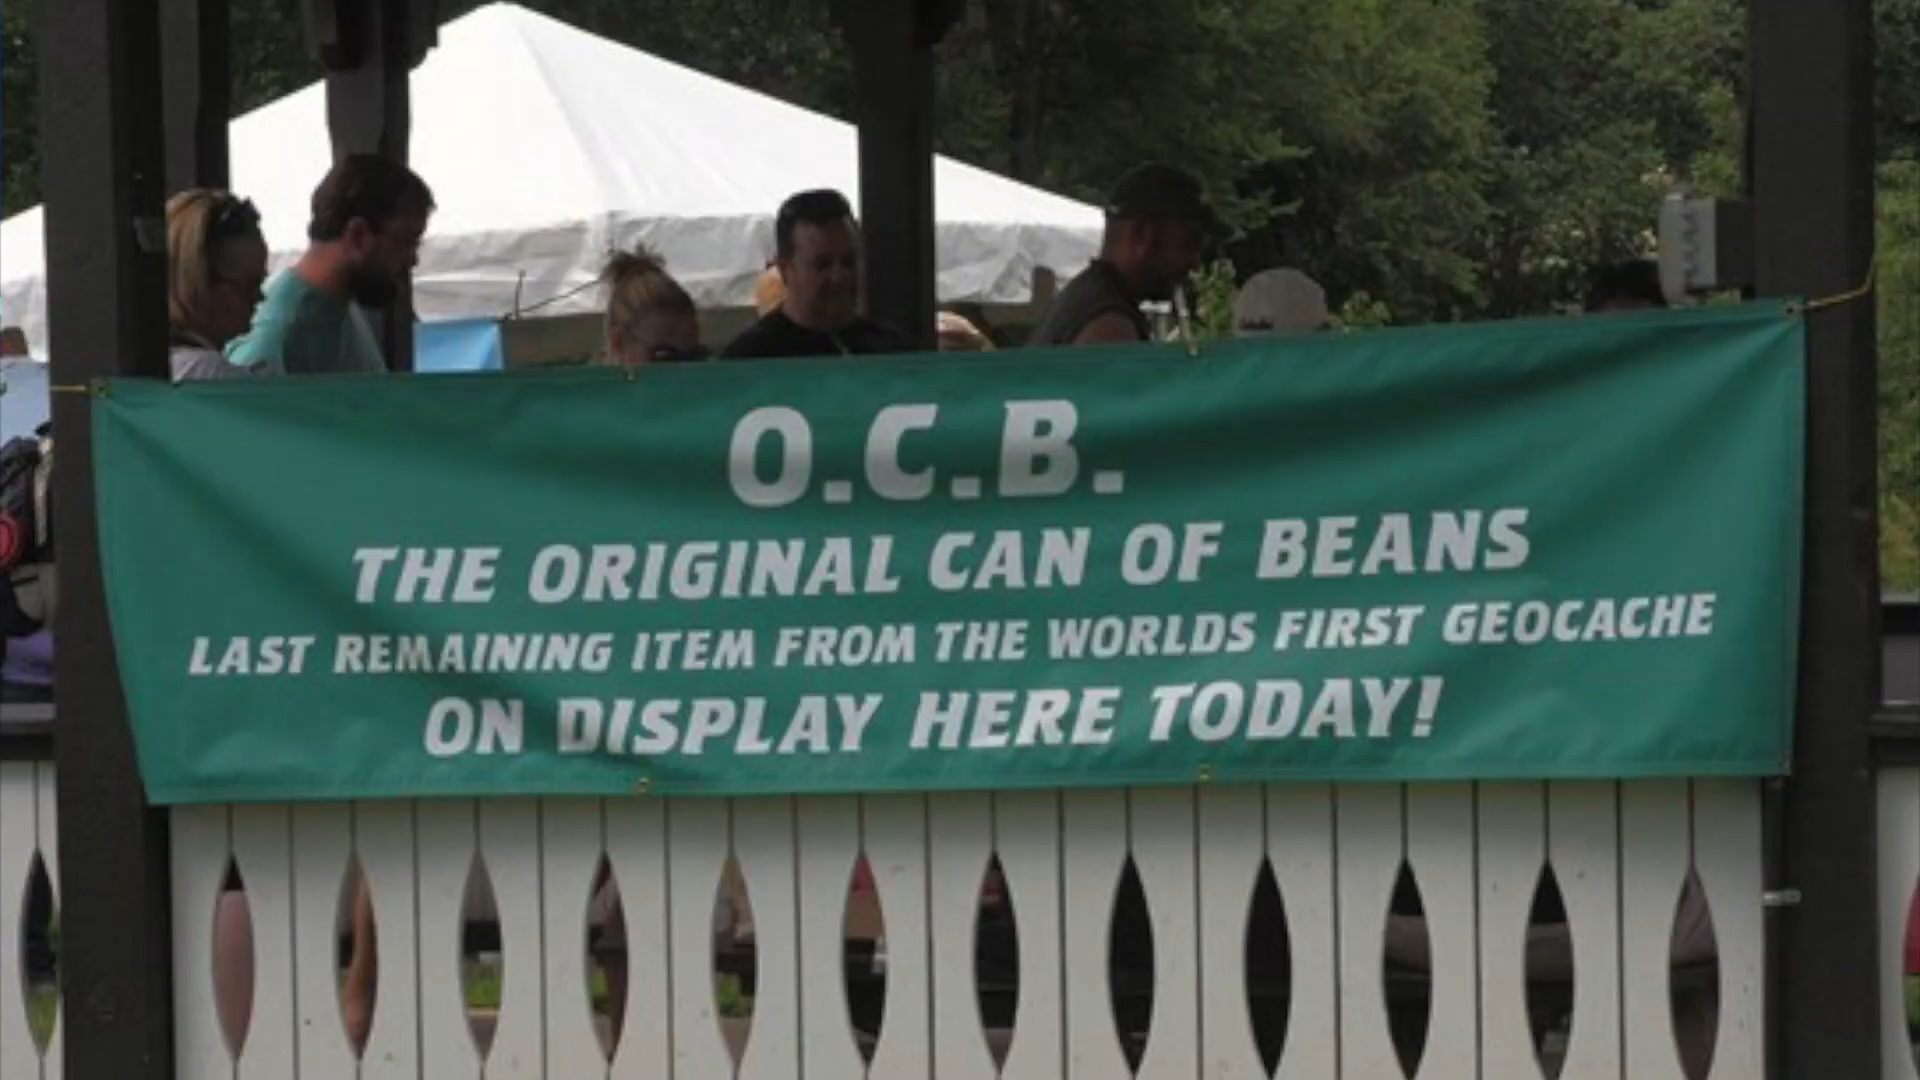 O.C.B.
THE ORIGINAL CAN OF BEANS
LAST REMAINING ITEM FROM THE WORLDS FIRST GEOCACHE
ON DISPLAY HERE TODAY!